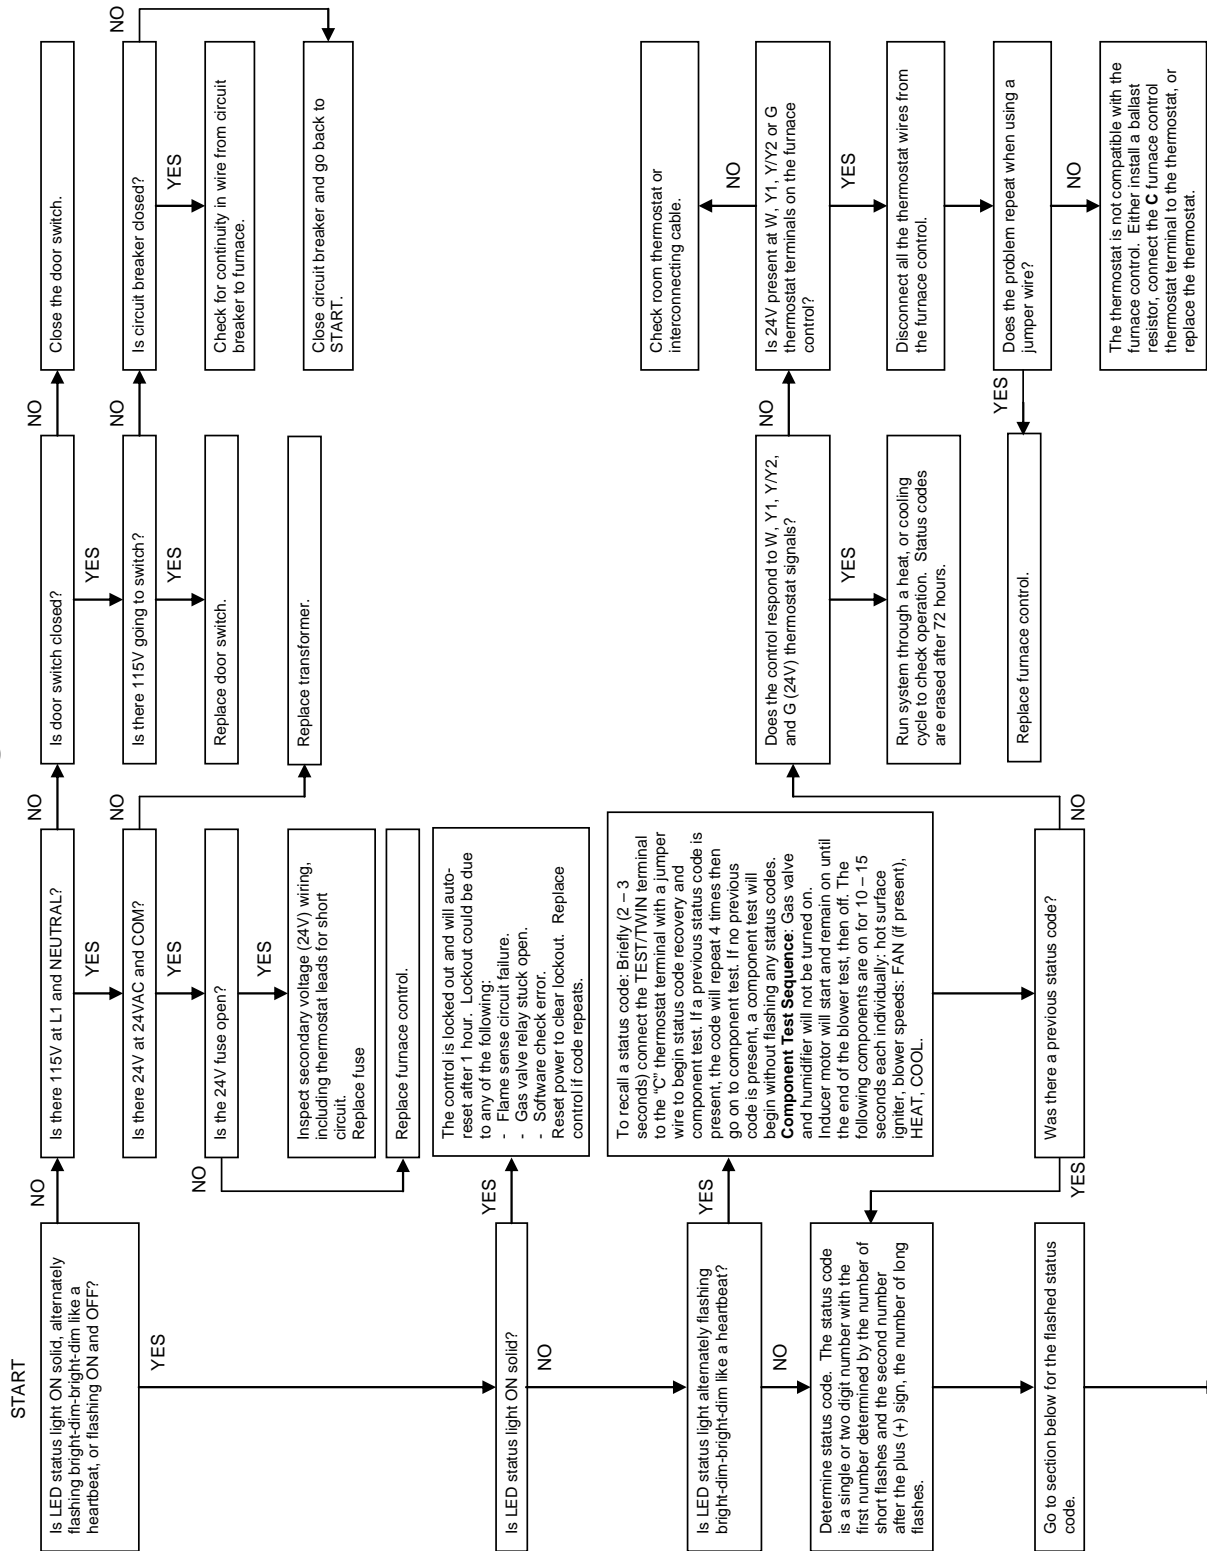 START
Is LED status light ON solid, alternately
flashing bright-dim-bright-dim like a
heartbeat, or flashing ON and OFF?
NO
YES
Is there 115V at L1 and NEUTRAL?
NO
YES
Is door switch closed?
NO
YES
Close the door switch.
Is there 24V at 24VAC and COM?
NO
YES
Is there 115V going to switch?
NO
YES
Is circuit breaker closed?
NO
YES
Is the 24V fuse open?
NO
YES
Replace door switch.
Check for continuity in wire from circuit
breaker to furnace.
Inspect secondary voltage (24V) wiring,
including thermostat leads for short
circuit.
Replace fuse
Replace transformer.
Close circuit breaker and go back to
START.
Replace furnace control.
Is LED status light ON solid?
YES
NO
The control is locked out and will auto-
reset after 1 hour.  Lockout could be due
to any of the following:
- Flame sense circuit failure.
- Gas valve relay stuck open.
- Software check error.
Reset power to clear lockout.  Replace
control if code repeats.
Is LED status light alternately flashing
bright-dim-bright-dim like a heartbeat?
YES
NO
To recall a status code: Briefly (2 – 3
seconds) connect the TEST/TWIN terminal
to the “C” thermostat terminal with a jumper
wire to begin status code recovery and
component test. If a previous status code is
present, the code will repeat 4 times then
go on to component test. If no previous
code is present, a component test will
begin without flashing any status codes.
Component Test Sequence: Gas valve
and humidifier will not be turned on.
Inducer motor will start and remain on until
the end of the blower test, then off. The
following components are on for 10 – 15
seconds each individually: hot surface
igniter, blower speeds: FAN (if present),
HEAT, COOL.
Does the control respond to W, Y1, Y/Y2,
and G (24V) thermostat signals?
NO
YES
Check room thermostat or
interconnecting cable.
NO
Is 24V present at W, Y1, Y/Y2 or G
thermostat terminals on the furnace
control?
YES
Run system through a heat, or cooling
cycle to check operation.  Status codes
are erased after 72 hours.
Disconnect all the thermostat wires from
the furnace control.
Determine status code.  The status code
is a single or two digit number with the
first number determined by the number of
short flashes and the second number
after the plus (+) sign, the number of long
flashes.
Was there a previous status code?
YES
NO
Replace furnace control.
YES
Does the problem repeat when using a
jumper wire?
NO
Go to section below for the flashed status
code.
The thermostat is not compatible with the
furnace control.  Either install a ballast
resistor, connect the C furnace control
thermostat terminal to the thermostat, or
replace the thermostat.